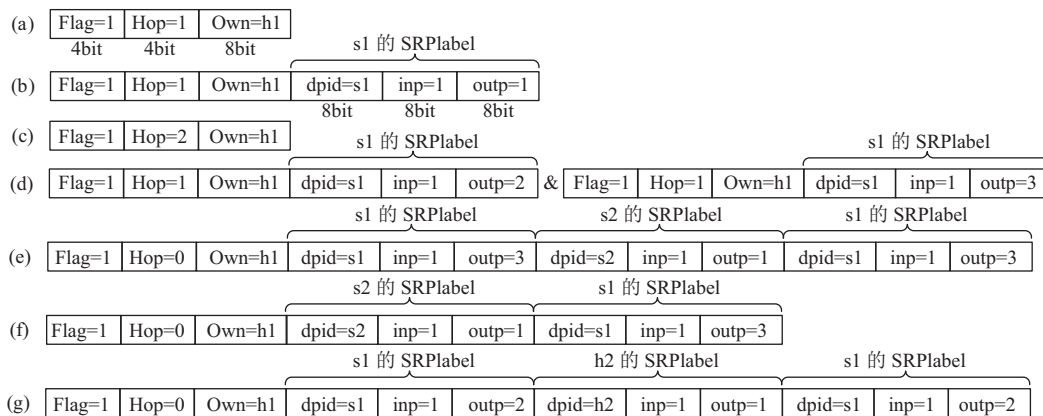 (a) Flag=1 Hop=1 Own=h1
4bit 4bit 8bit
s1 的 SRPlabel
(b) Flag=1 Hop=1 Own=h1 dpid=s1 inp=1 outp=1
8bit 8bit 8bit
(c) Flag=1 Hop=2 Own=h1
s1 的 SRPlabel s1 的 SRPlabel
(d) Flag=1 Hop=1 Own=h1 dpid=s1 inp=1 outp=2 & Flag=1 Hop=1 Own=h1 dpid=s1 inp=1 outp=3
s1 的 SRPlabel s2 的 SRPlabel s1 的 SRPlabel
(e) Flag=1 Hop=0 Own=h1 dpid=s1 inp=1 outp=3 dpid=s2 inp=1 outp=1 dpid=s1 inp=1 outp=3
s2 的 SRPlabel s1 的 SRPlabel
(f) Flag=1 Hop=0 Own=h1 dpid=s2 inp=1 outp=1 dpid=s1 inp=1 outp=3
s1 的 SRPlabel h2 的 SRPlabel s1 的 SRPlabel
(g) Flag=1 Hop=0 Own=h1 dpid=s1 inp=1 outp=2 dpid=h2 inp=1 outp=1 dpid=s1 inp=1 outp=2